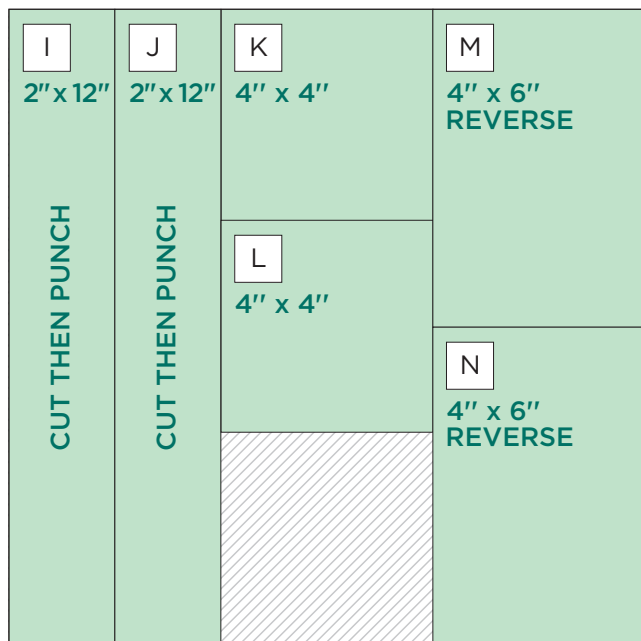 I
2" x 12"
CUT THEN PUNCH
J
2" x 12"
CUT THEN PUNCH
K
4" x 4"
L
4" x 4"
M
4" x 6"
REVERSE
N
4" x 6"
REVERSE